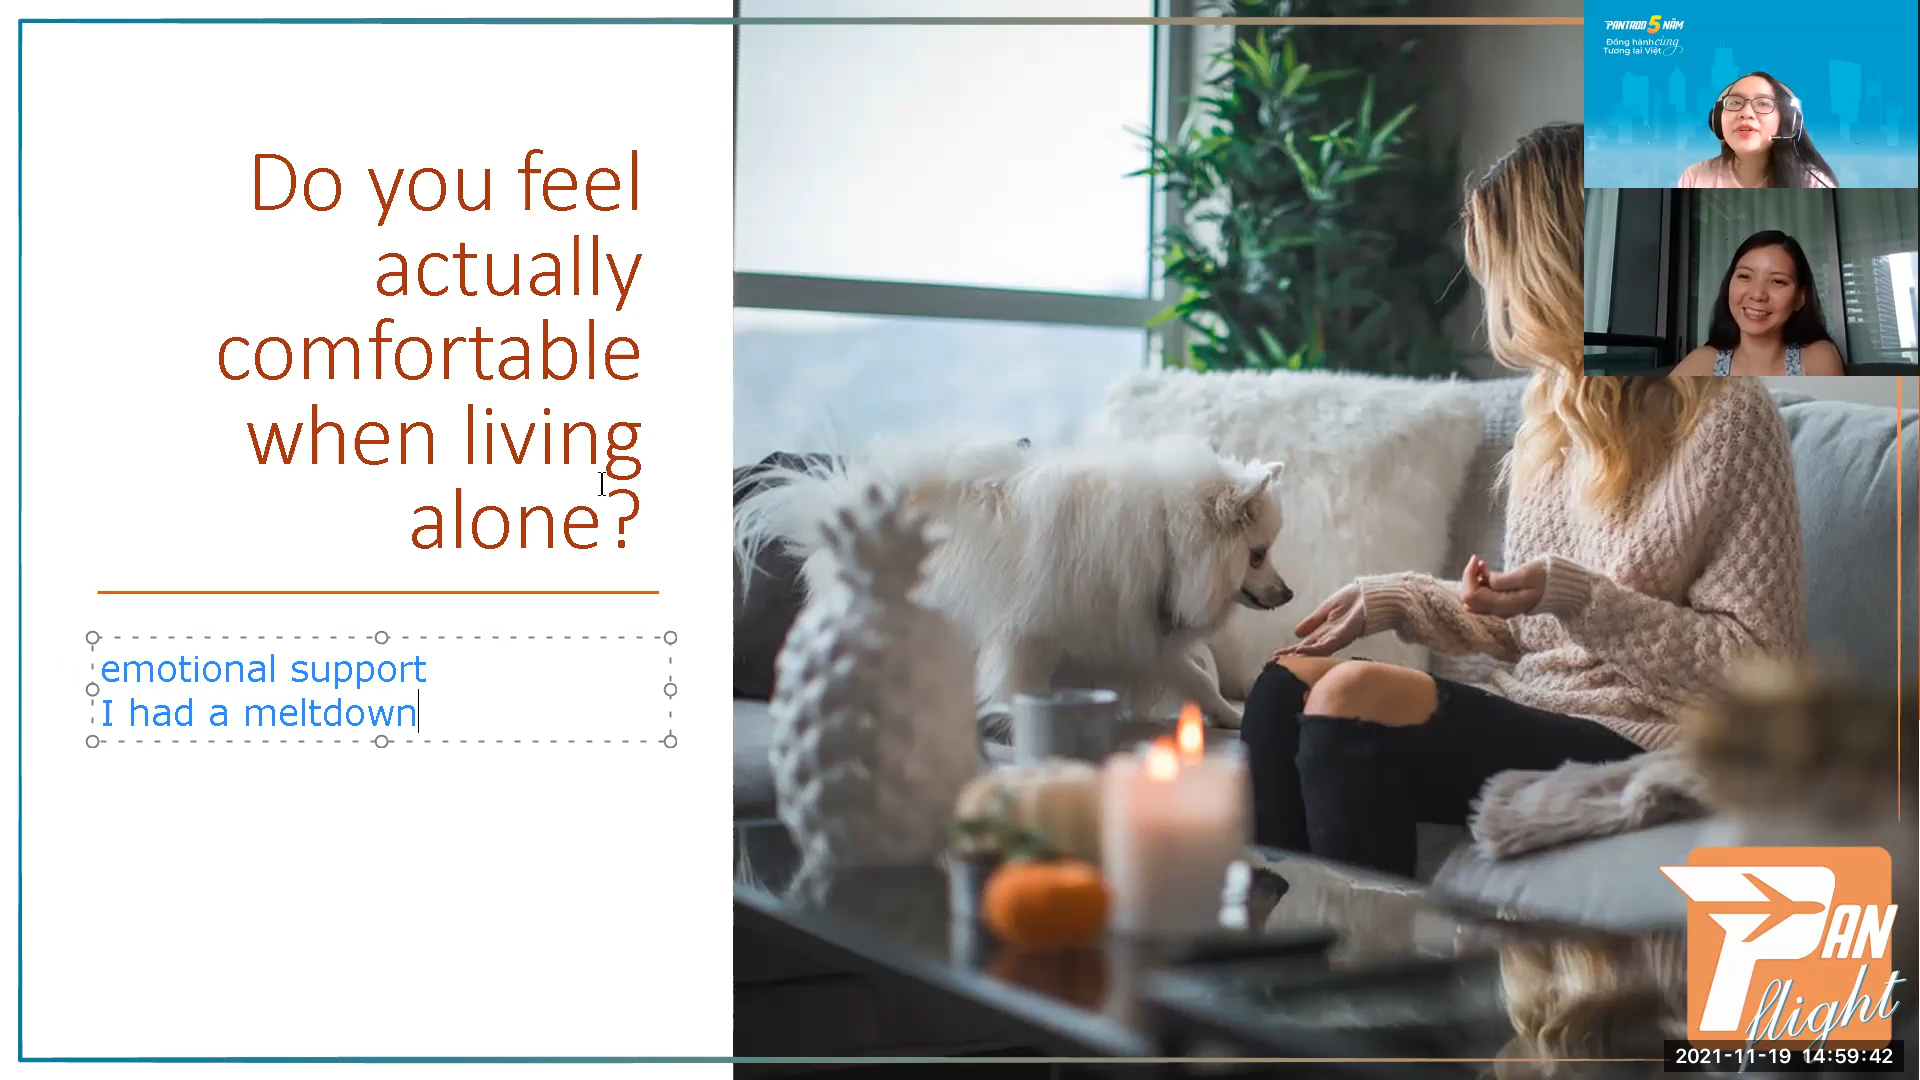 Do you feel
actually
comfortable
when living
alone?
emotional support
I had a meltdown
PANTADO 5 NĂM
Đồng hành cùng
Tương lai Việt
PAN
flight
2021-11-19 14:59:42